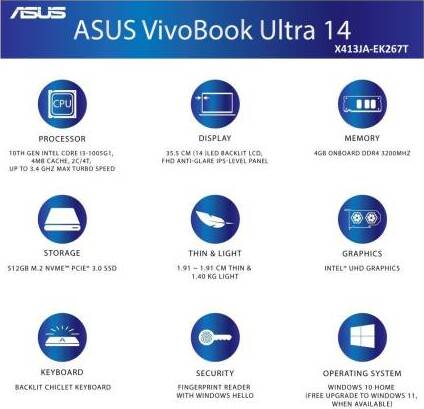 ASUS
ASUS VivoBook Ultra 14
X413JA-EK267T
CPU
PROCESSOR
10TH GEN INTEL CORE I3-1005G1,
4MB CACHE, 2C/4T,
UP TO 3.4 GHZ MAX TURBO SPEED
DISPLAY
35.5 CM (14 )LED BACKLIT LCD,
FHD ANTI-GLARE IPS-LEVEL PANEL
MEMORY
4GB ONBOARD DDR4 3200MHZ
STORAGE
512GB M.2 NVME™ PCIE® 3.0 SSD
THIN & LIGHT
1.91 ~ 1.91 CM THIN &
1.40 KG LIGHT
GRAPHICS
INTEL® UHD GRAPHICS
KEYBOARD
BACKLIT CHICLET KEYBOARD
SECURITY
FINGERPRINT READER
WITH WINDOWS HELLO
OPERATING SYSTEM
WINDOWS 10 HOME
(FREE UPGRADE TO WINDOWS 11,
WHEN AVAILABLE)